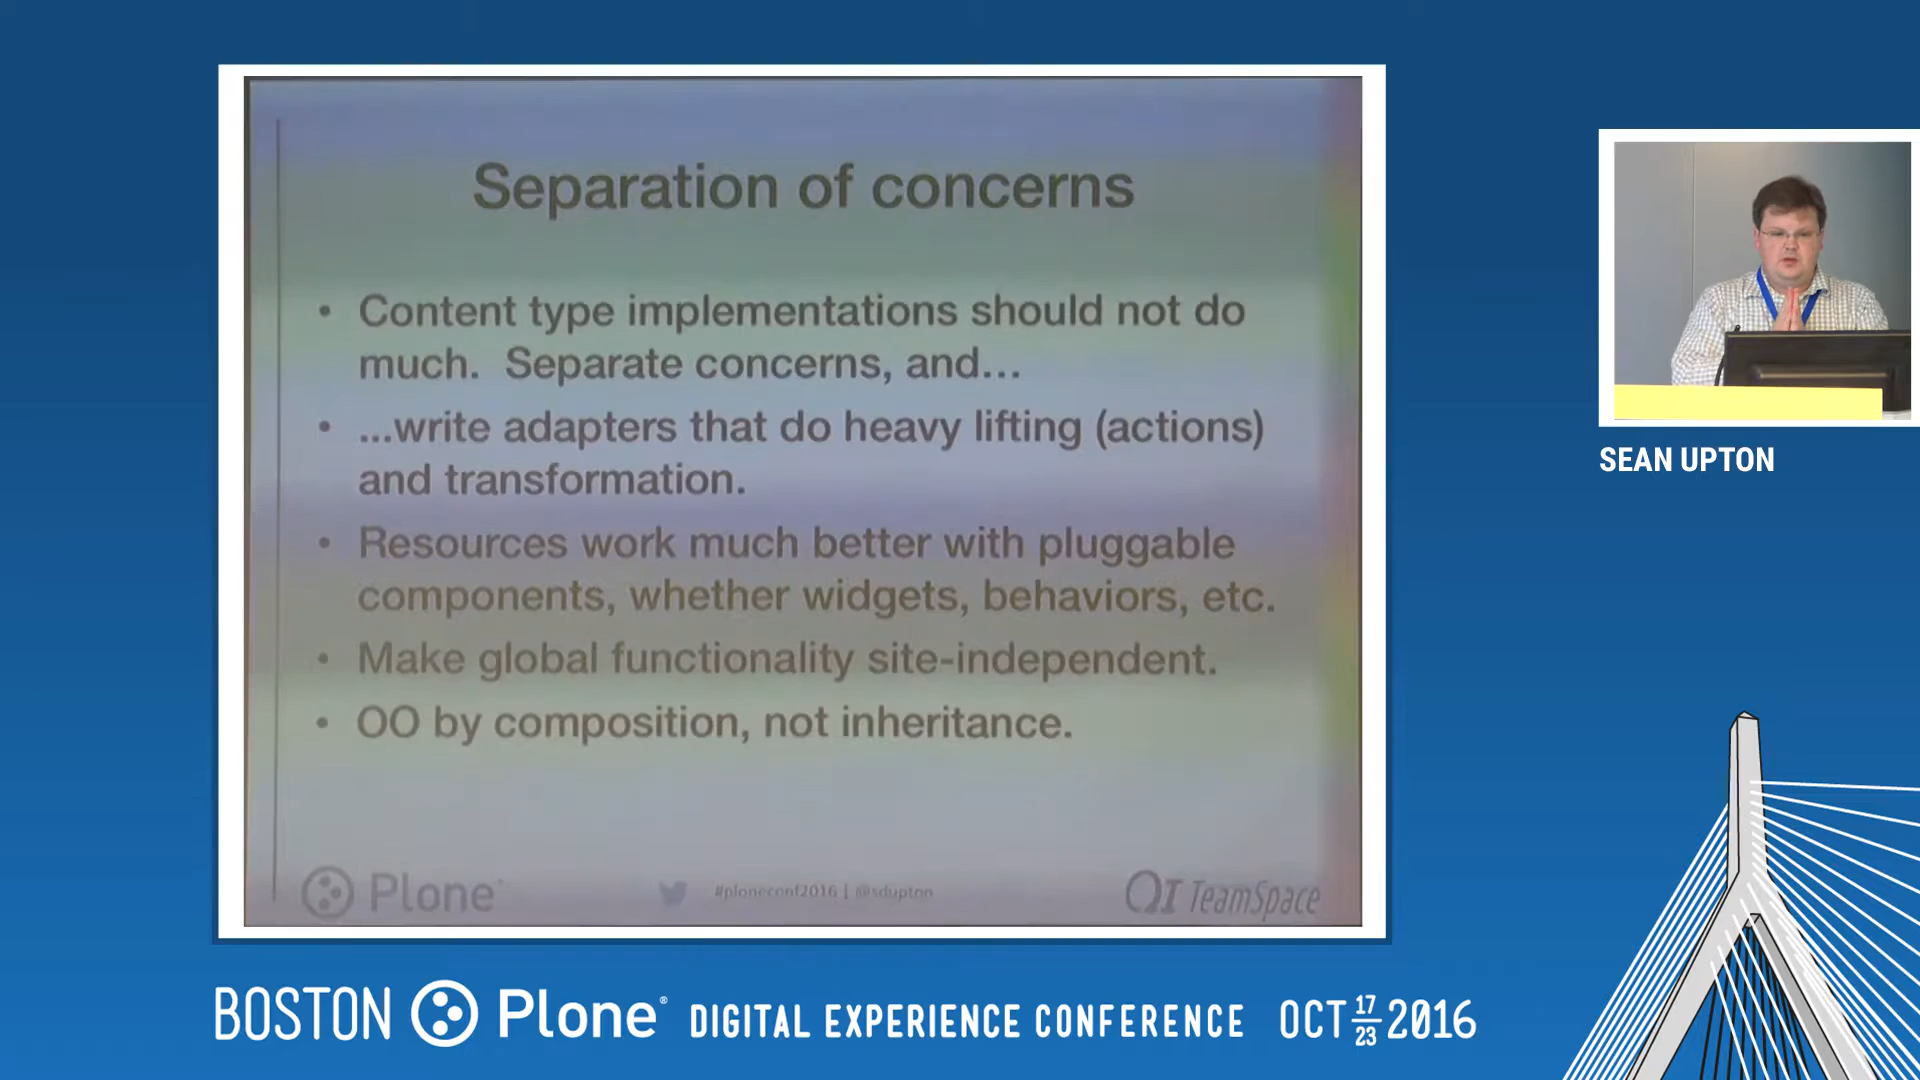 Separation of concerns
• Content type implementations should not do
much. Separate concerns, and...
• ...write adapters that do heavy lifting (actions)
and transformation.
• Resources work much better with pluggable
components, whether widgets, behaviors, etc.
• Make global functionality site-independent.
• OO by composition, not inheritance.
Plone
#ploneconf2016 | @sdupton
QI TeamSpace
SEAN UPTON
BOSTON Plone® DIGITAL EXPERIENCE CONFERENCE OCT 17 23 2016